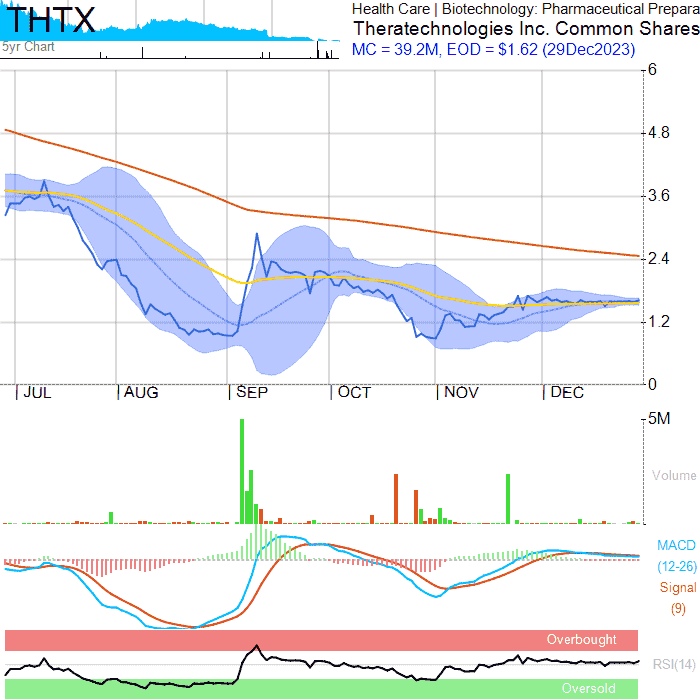 THTX
5yr Chart
Health Care | Biotechnology: Pharmaceutical Prepara
Theratechnologies Inc. Common Shares
MC = 39.2M, EOD = $1.62 (29Dec2023)
6
4.8
3.6
2.4
1.2
0
JUL
AUG
SEP
OCT
NOV
DEC
5M
Volume
MACD
(12-26)
Signal
(9)
Overbought
RSI(14)
Oversold